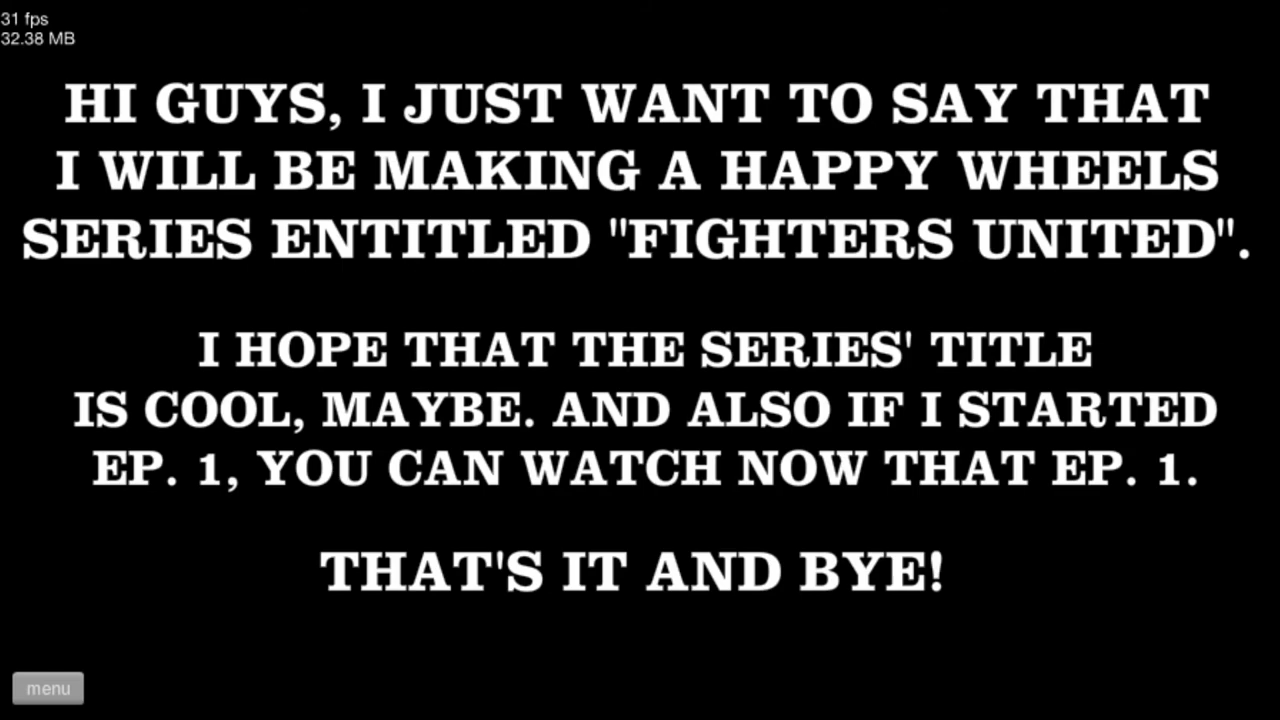 31 fps
32.38 MB
HI GUYS, I JUST WANT TO SAY THAT
I WILL BE MAKING A HAPPY WHEELS
SERIES ENTITLED "FIGHTERS UNITED".
I HOPE THAT THE SERIES' TITLE
IS COOL, MAYBE. AND ALSO IF I STARTED
EP. 1, YOU CAN WATCH NOW THAT EP. 1.
THAT'S IT AND BYE!
menu